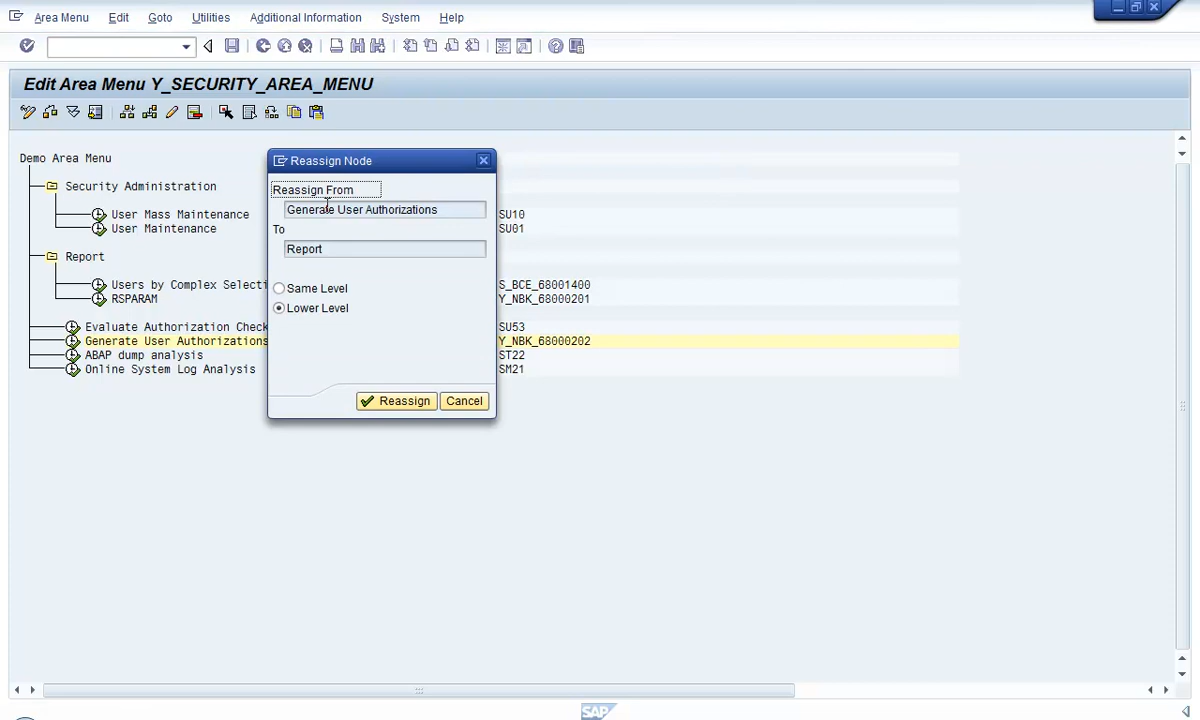 Area Menu Edit Goto Utilities Additional Information System Help
Edit Area Menu Y_SECURITY_AREA_MENU
Demo Area Menu
Security Administration
User Mass Maintenance SU10
User Maintenance SU01
Report
Users by Complex Selecti S_BCE_68001400
RSPARAM Y_NBK_68000201
Evaluate Authorization Check SU53
Generate User Authorizations Y_NBK_68000202
ABAP dump analysis ST22
Online System Log Analysis SM21
Reassign Node
Reassign From
Generate User Authorizations
To
Report
Same Level
Lower Level
Reassign Cancel
SAP